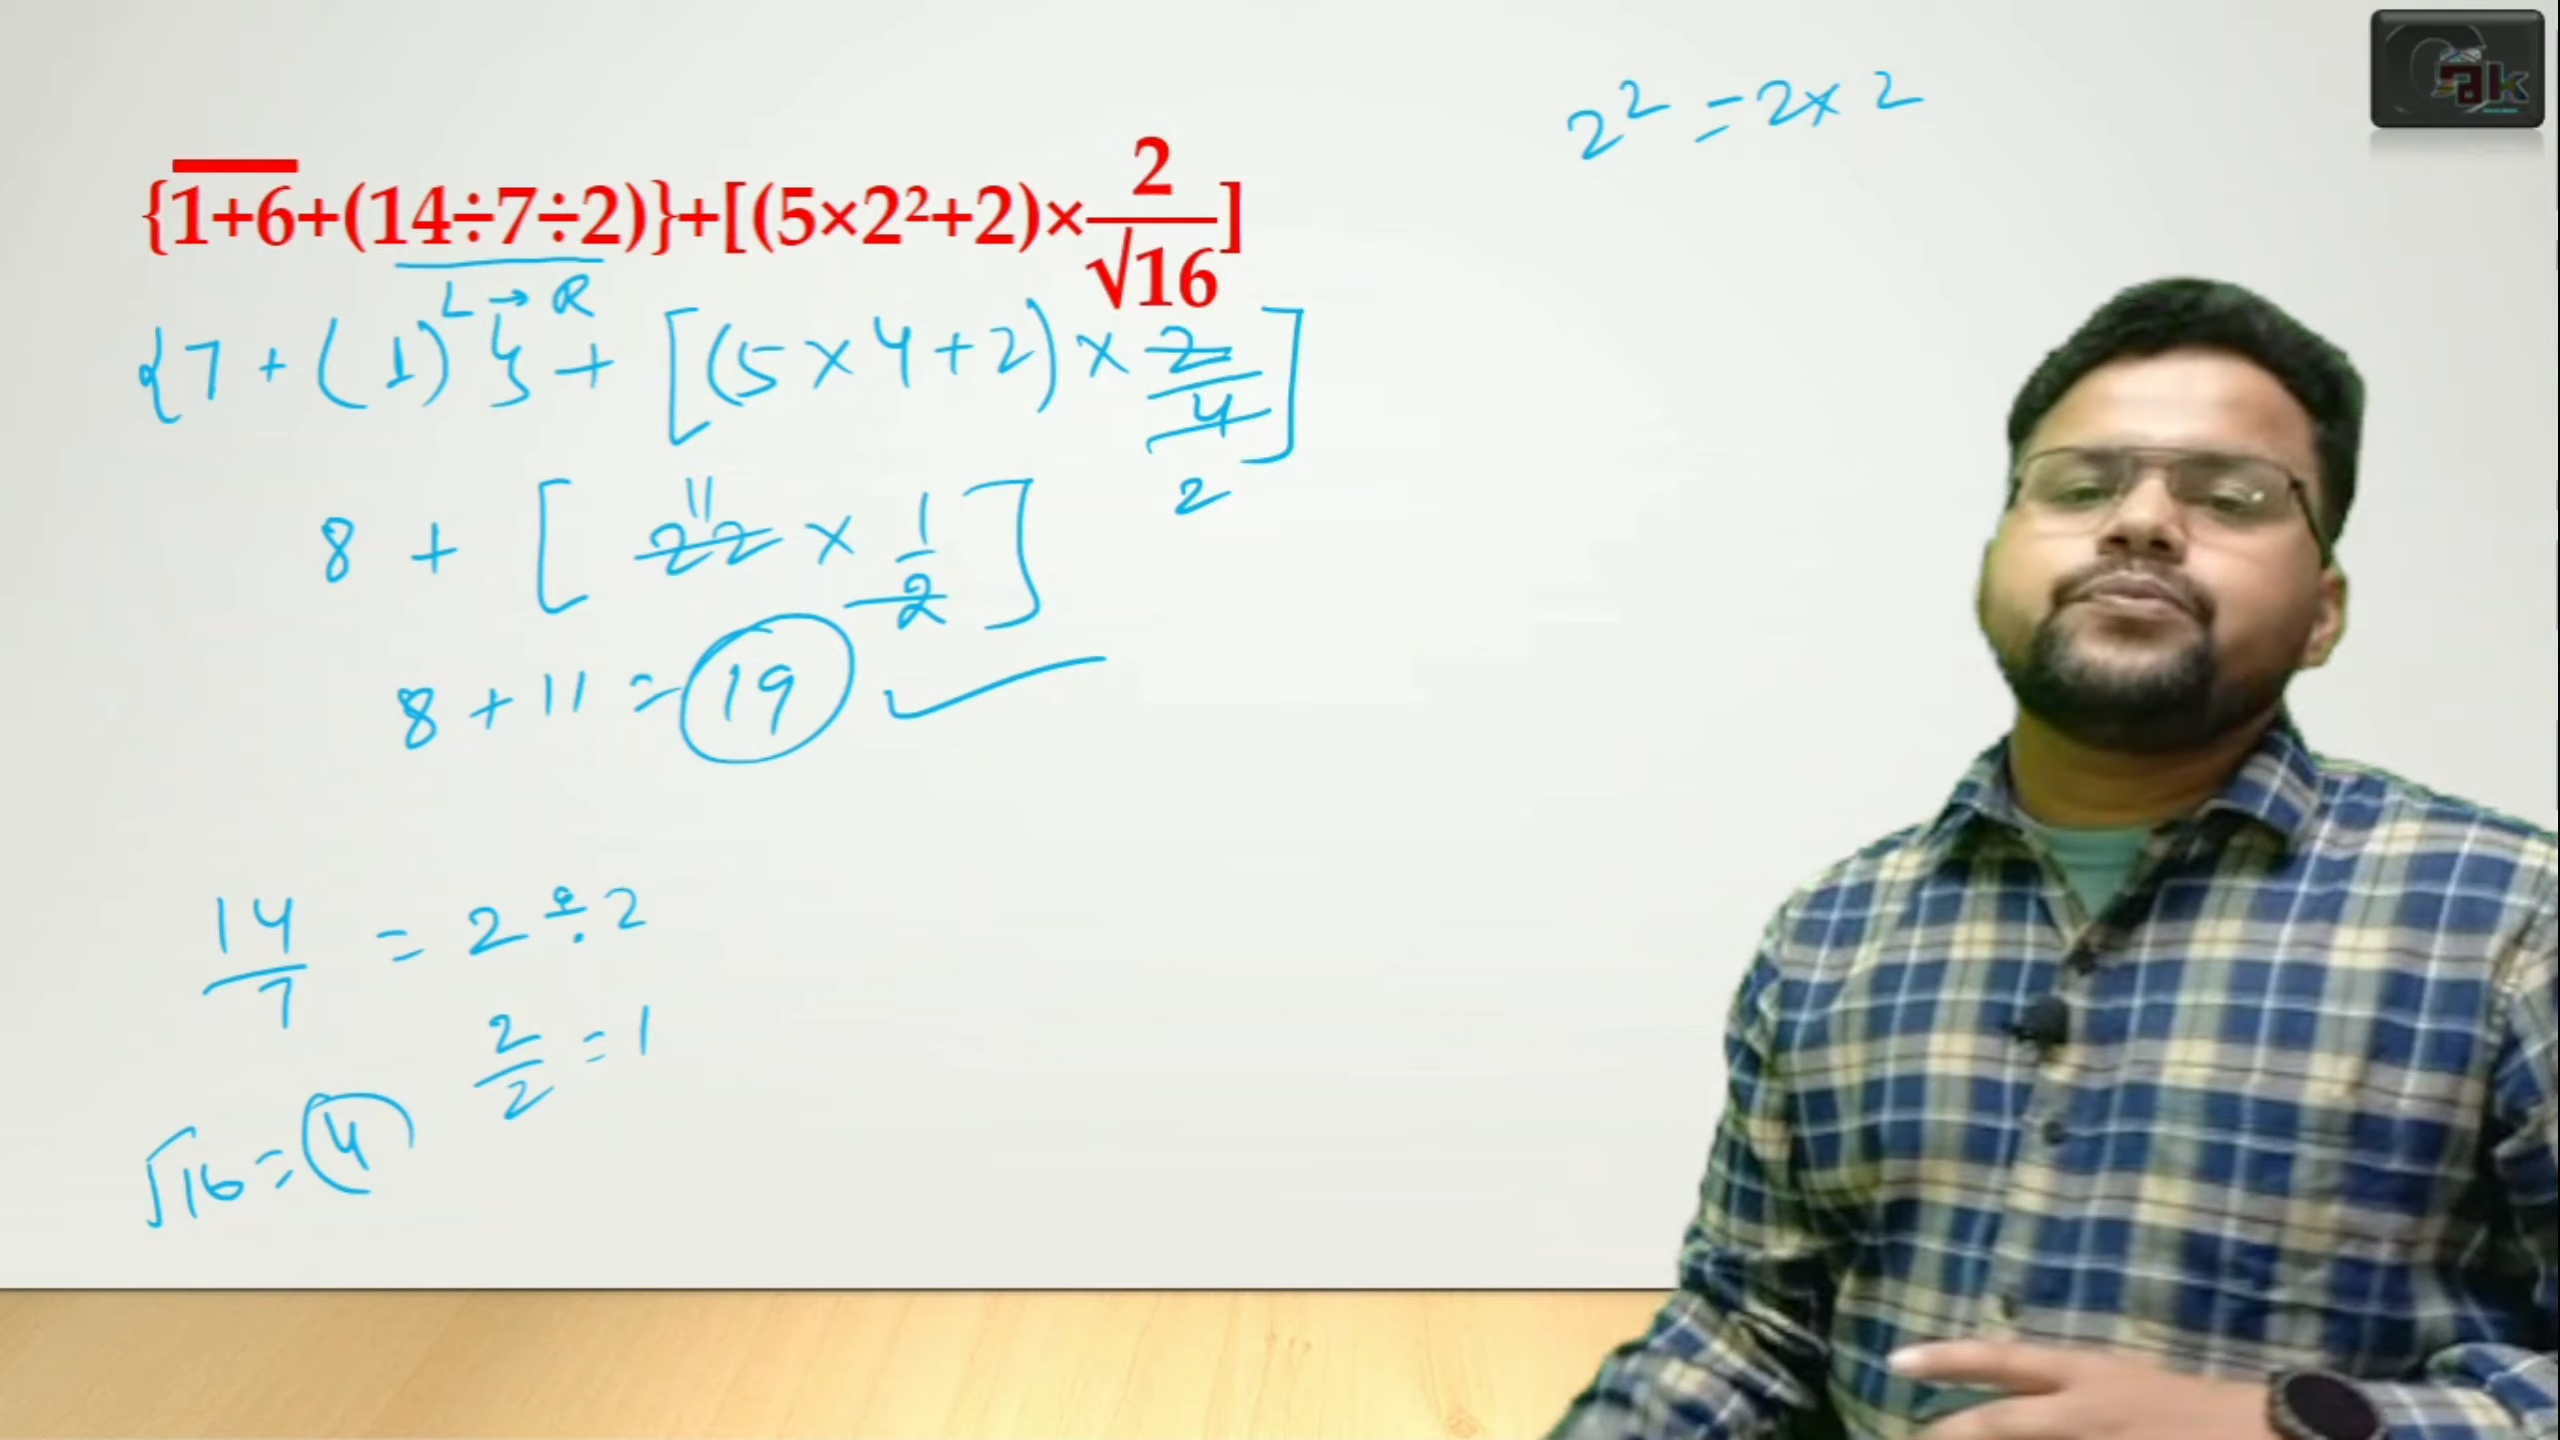 2² = 2 × 2
{1+6+(14÷7÷2)}+[(5×2²+2)×2/√16]
L → R
{7 + (1)} + [(5 × 4 + 2) × 2/4]
2
11
8 + [22 × 1/2]
8 + 11 = 19
14/7 = 2 ÷ 2
2/2 = 1
√16 = 4